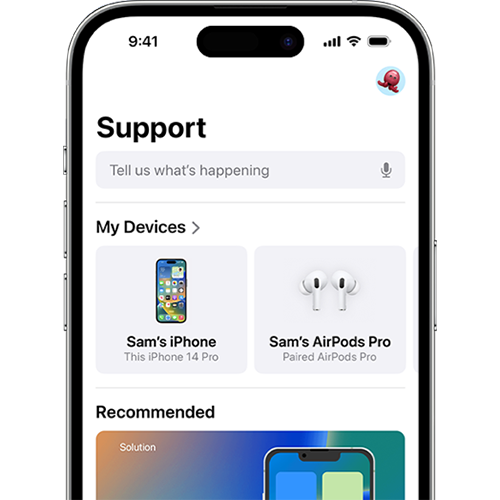 9:41
Support
Tell us what's happening
My Devices
Sam's iPhone
This iPhone 14 Pro
Sam's AirPods Pro
Paired AirPods Pro
Recommended
Solution